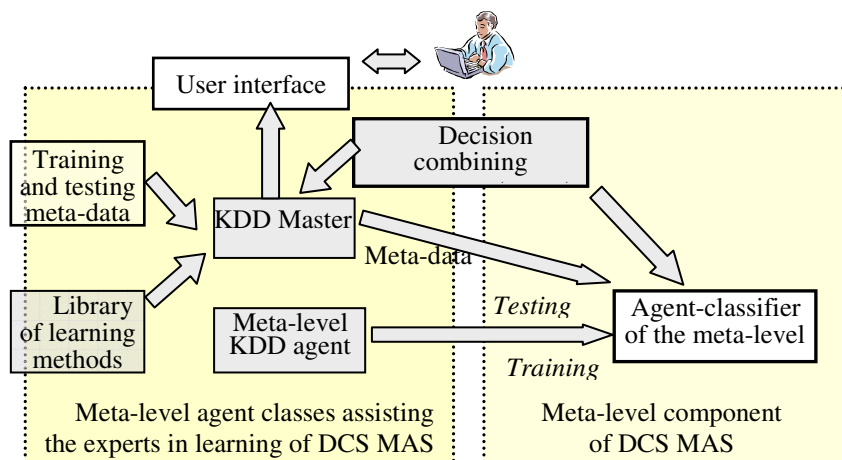 User interface
Decision
combining
Training
and testing
meta-data
KDD Master
Meta-data
Library
of learning
methods
Meta-level
KDD agent
Testing
Training
Agent-classifier
of the meta-level
Meta-level agent classes assisting
the experts in learning of DCS MAS
Meta-level component
of DCS MAS